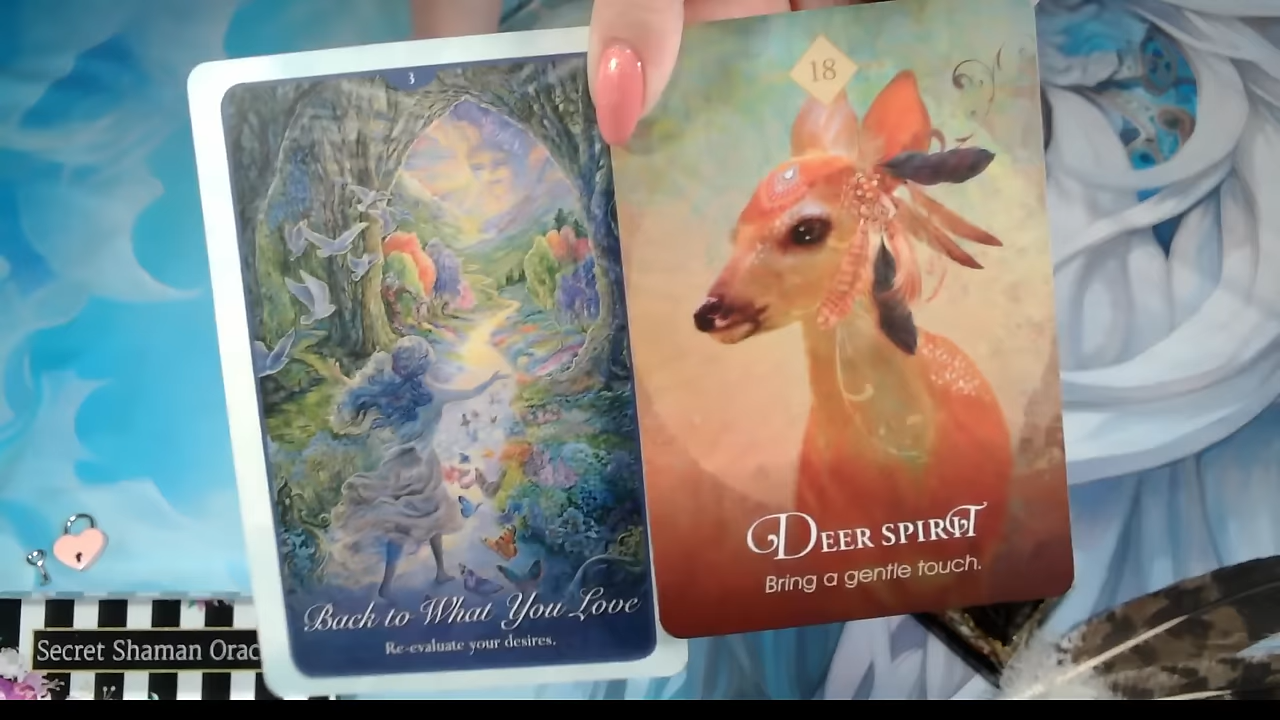 3
Back to What You Love
Re-evaluate your desires.
18
DEER SPIRIT
Bring a gentle touch.
Secret Shaman Orac